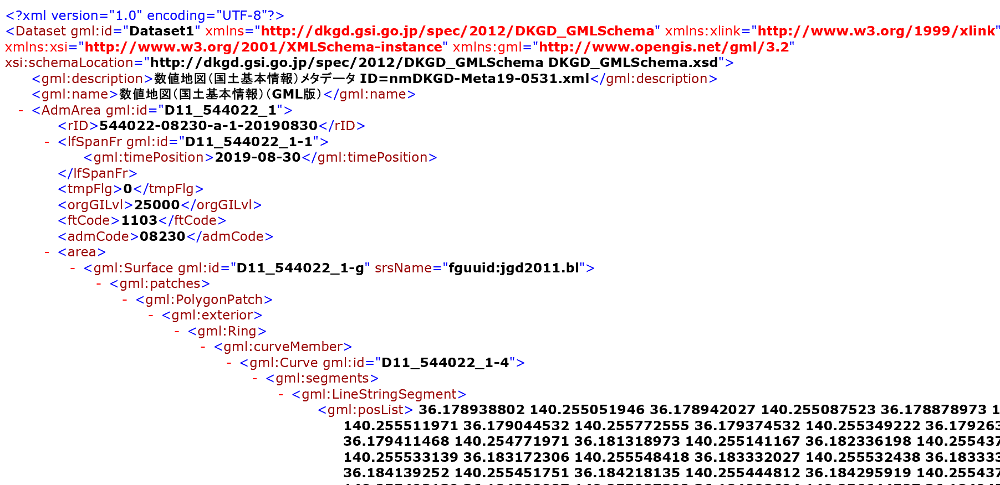 <?xml version="1.0" encoding="UTF-8"?>
<Dataset gml:id="Dataset1" xmlns="http://dkgd.gsi.go.jp/spec/2012/DKGD_GMLSchema" xmlns:xlink="http://www.w3.org/1999/xlink"
xmlns:xsi="http://www.w3.org/2001/XMLSchema-instance" xmlns:gml="http://www.opengis.net/gml/3.2"
xsi:schemaLocation="http://dkgd.gsi.go.jp/spec/2012/DKGD_GMLSchema DKGD_GMLSchema.xsd">
<gml:description>数値地図(国土基本情報)メタデータ ID=nmDKGD-Meta19-0531.xml</gml:description>
<gml:name>数値地図(国土基本情報)(GML版)</gml:name>
- <AdmArea gml:id="D11_544022_1">
<rID>544022-08230-a-1-20190830</rID>
- <lfSpanFr gml:id="D11_544022_1-1">
<gml:timePosition>2019-08-30</gml:timePosition>
</lfSpanFr>
<tmpFlg>0</tmpFlg>
<orgGILvl>25000</orgGILvl>
<ftCode>1103</ftCode>
<admCode>08230</admCode>
- <area>
- <gml:Surface gml:id="D11_544022_1-g" srsName="fguuid:jgd2011.bl">
- <gml:patches>
- <gml:PolygonPatch>
- <gml:exterior>
- <gml:Ring>
- <gml:curveMember>
- <gml:Curve gml:id="D11_544022_1-4">
- <gml:segments>
- <gml:LineStringSegment>
<gml:posList> 36.178938802 140.255051946 36.178942027 140.255087523 36.178878973 1
140.255511971 36.179044532 140.255772555 36.179374532 140.255349222 36.179263
36.179411468 140.254771971 36.181318973 140.255141167 36.182336198 140.255437
140.255533139 36.183172306 140.255548418 36.183332027 140.255532438 36.183333
36.184139252 140.255451751 36.184218135 140.255444812 36.184295919 140.255437